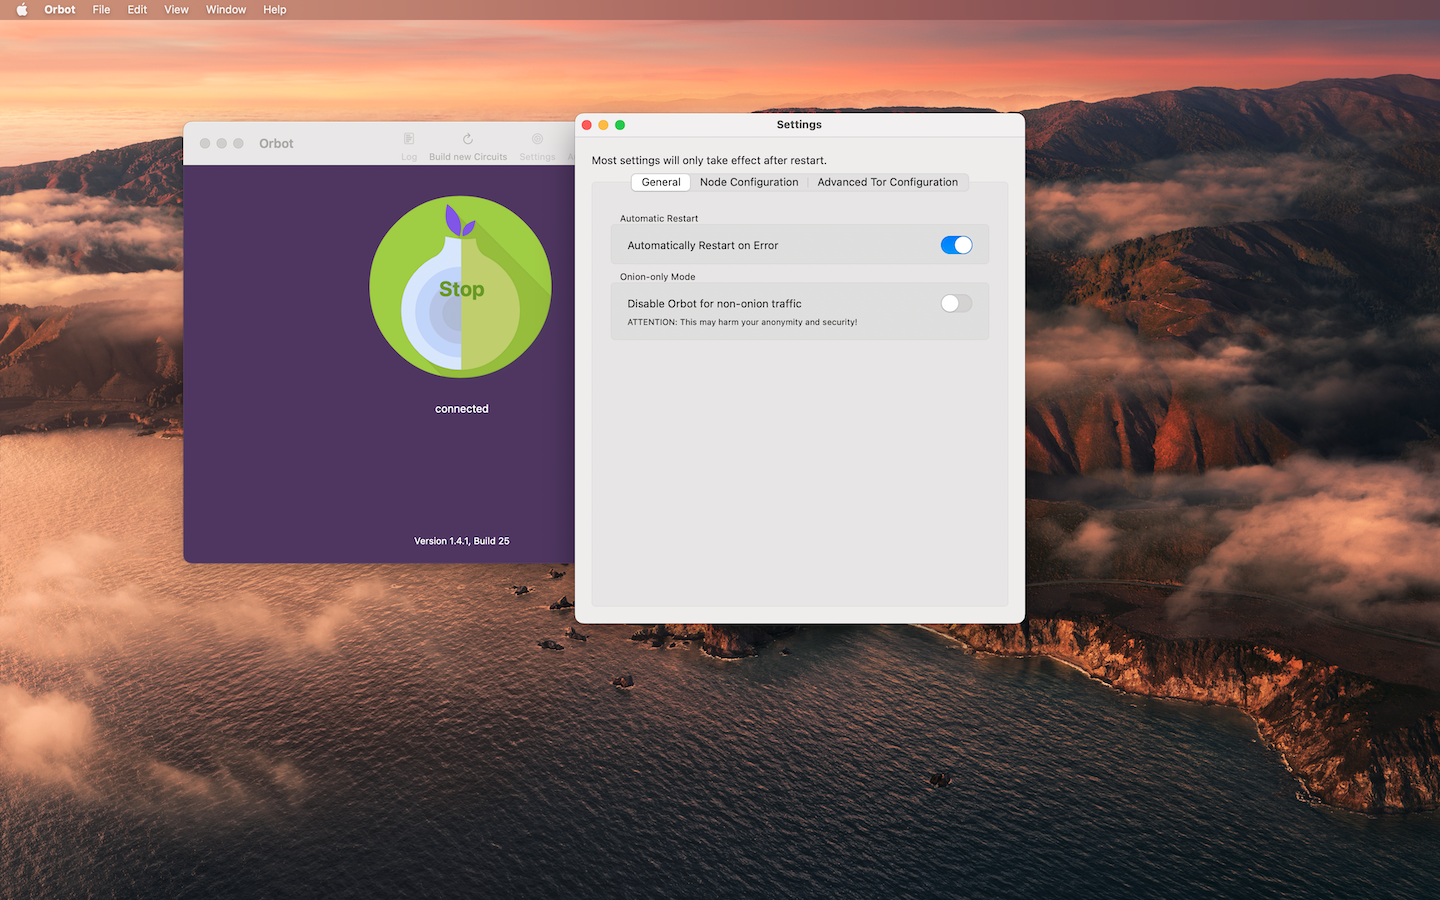 Orbot File Edit View Window Help
Orbot
Log Build new Circuits Settings
Stop
connected
Version 1.4.1, Build 25
Settings
Most settings will only take effect after restart.
General Node Configuration Advanced Tor Configuration
Automatic Restart
Automatically Restart on Error
Onion-only Mode
Disable Orbot for non-onion traffic
ATTENTION: This may harm your anonymity and security!